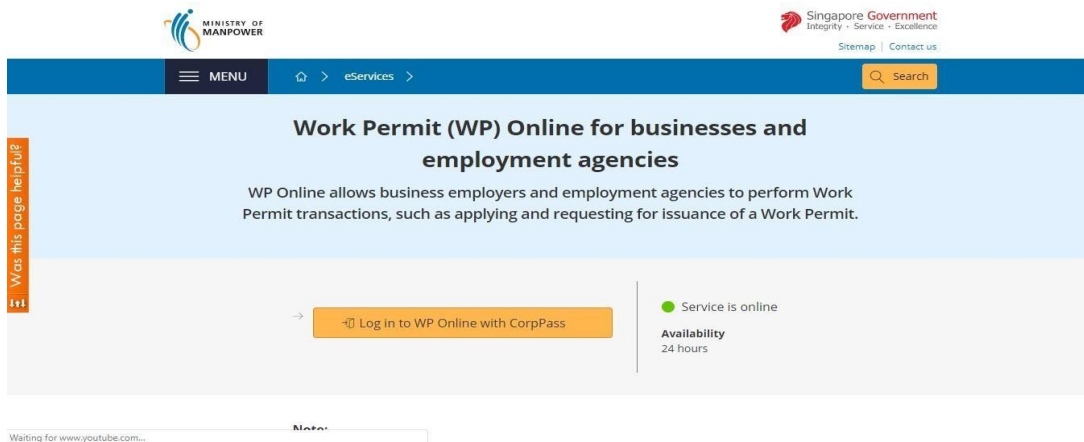 MINISTRY OF
MANPOWER
Singapore Government
Integrity · Service · Excellence
Sitemap | Contact us
MENU
eServices
Search
Work Permit (WP) Online for businesses and
employment agencies
WP Online allows business employers and employment agencies to perform Work
Permit transactions, such as applying and requesting for issuance of a Work Permit.
Was this page helpful?
Log in to WP Online with CorpPass
Service is online
Availability
24 hours
Note:
Waiting for www.youtube.com...